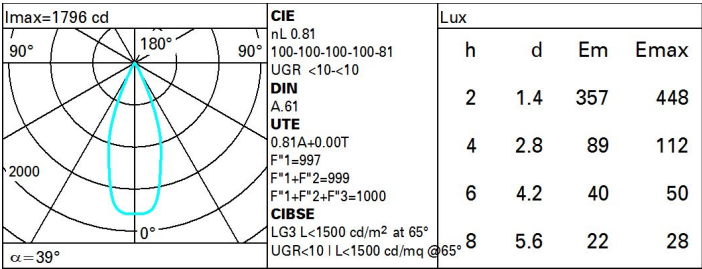 Imax=1796 cd
90°
180°
90°
2000
0°
α=39°
CIE
nL 0.81
100-100-100-100-81
UGR <10-<10
DIN
A.61
UTE
0.81A+0.00T
F"1=997
F"1+F"2=999
F"1+F"2+F"3=1000
CIBSE
LG3 L<1500 cd/m² at 65°
UGR<10 | L<1500 cd/mq @65°
Lux
h d Em Emax
2 1.4 357 448
4 2.8 89 112
6 4.2 40 50
8 5.6 22 28